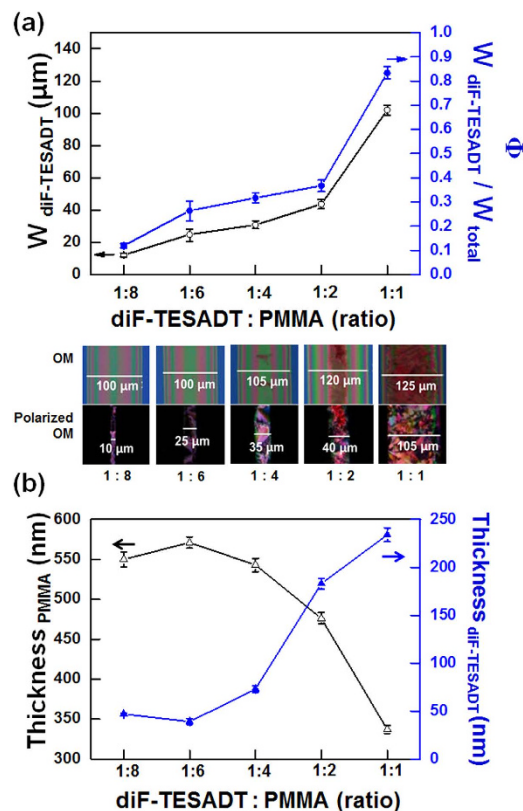 (a)
140
120
100
80
60
40
20
0
W diF-TESADT (µm)
1.0
0.9
0.8
0.7
0.6
0.5
0.4
0.3
0.2
0.1
0.0
W diF-TESADT / W total
Φ
1:8 1:6 1:4 1:2 1:1
diF-TESADT : PMMA (ratio)
OM
100 µm 100 µm 105 µm 120 µm 125 µm
Polarized
OM
10 µm 25 µm 35 µm 40 µm 105 µm
1 : 8 1 : 6 1 : 4 1 : 2 1 : 1
(b)
600
550
500
450
400
350
300
Thickness PMMA (nm)
250
200
150
100
50
0
Thickness diF-TESADT (nm)
1:8 1:6 1:4 1:2 1:1
diF-TESADT : PMMA (ratio)